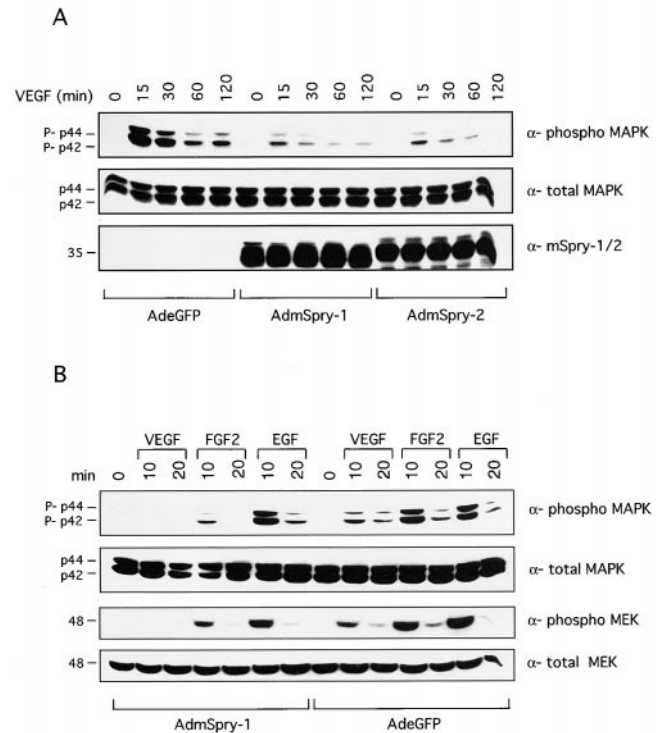 A
VEGF (min) 0 15 30 60 120 0 15 30 60 120 0 15 30 60 120
P- p44
P- p42
α- phospho MAPK
p44
p42
α- total MAPK
35
α- mSpry-1/2
AdeGFP AdmSpry-1 AdmSpry-2
B
VEGF FGF2 EGF VEGF FGF2 EGF
min 0 10 20 10 20 10 20 0 10 20 10 20 10 20
P- p44
P- p42
α- phospho MAPK
p44
p42
α- total MAPK
48
α- phospho MEK
48
α- total MEK
AdmSpry-1 AdeGFP